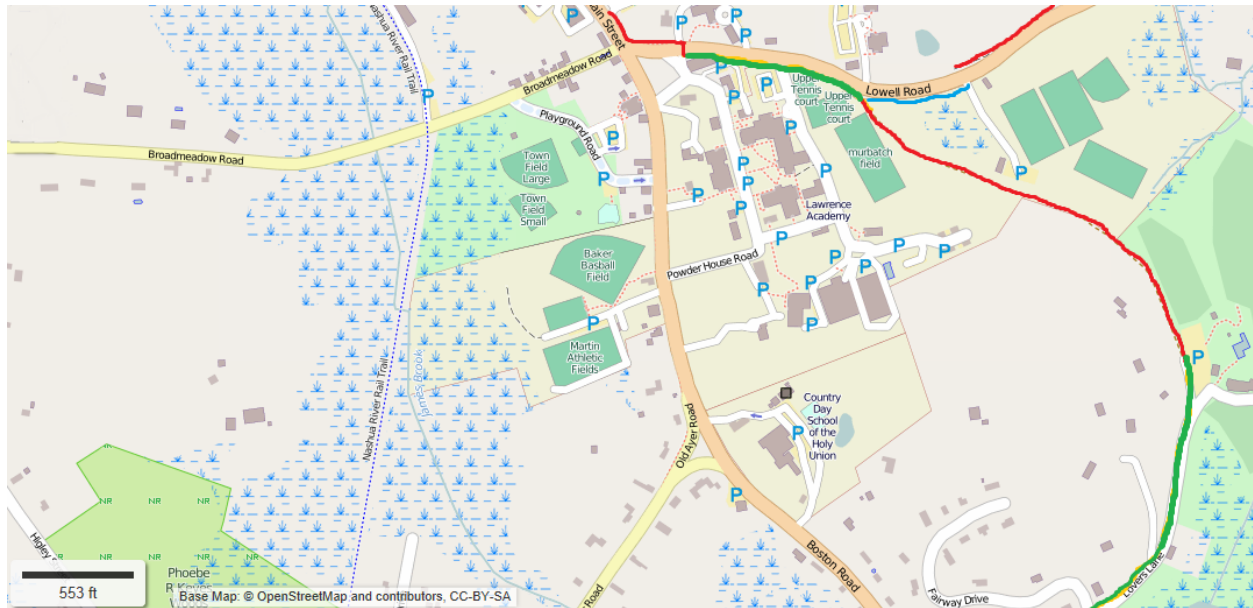 Main Street
P
Broadmeadow Road
Nashua River Rail Trail
P
P
Upper
Tennis
court
Upper
Tennis
court
Lowell Road
P
Playground Road
P
Broadmeadow Road
Town
Field
Large
P
Town
Field
Small
P
P
P
P
murbatch
field
P
P
Lawrence
Academy
P
P
P
P
P
Baker
Basball
Field
Powder House Road
P
P
P
P
Martin
Athletic
Fields
P
James Brook
Nashua River Rail Trail
Country
Day
School
of the
Holy
Union
P
Old Ayer Road
P
Boston Road
NR
NR
NR
NR
NR
NR
Higley
Phoebe
Road
Fairway Drive
Lovers Lane
553 ft
Base Map: © OpenStreetMap and contributors, CC-BY-SA